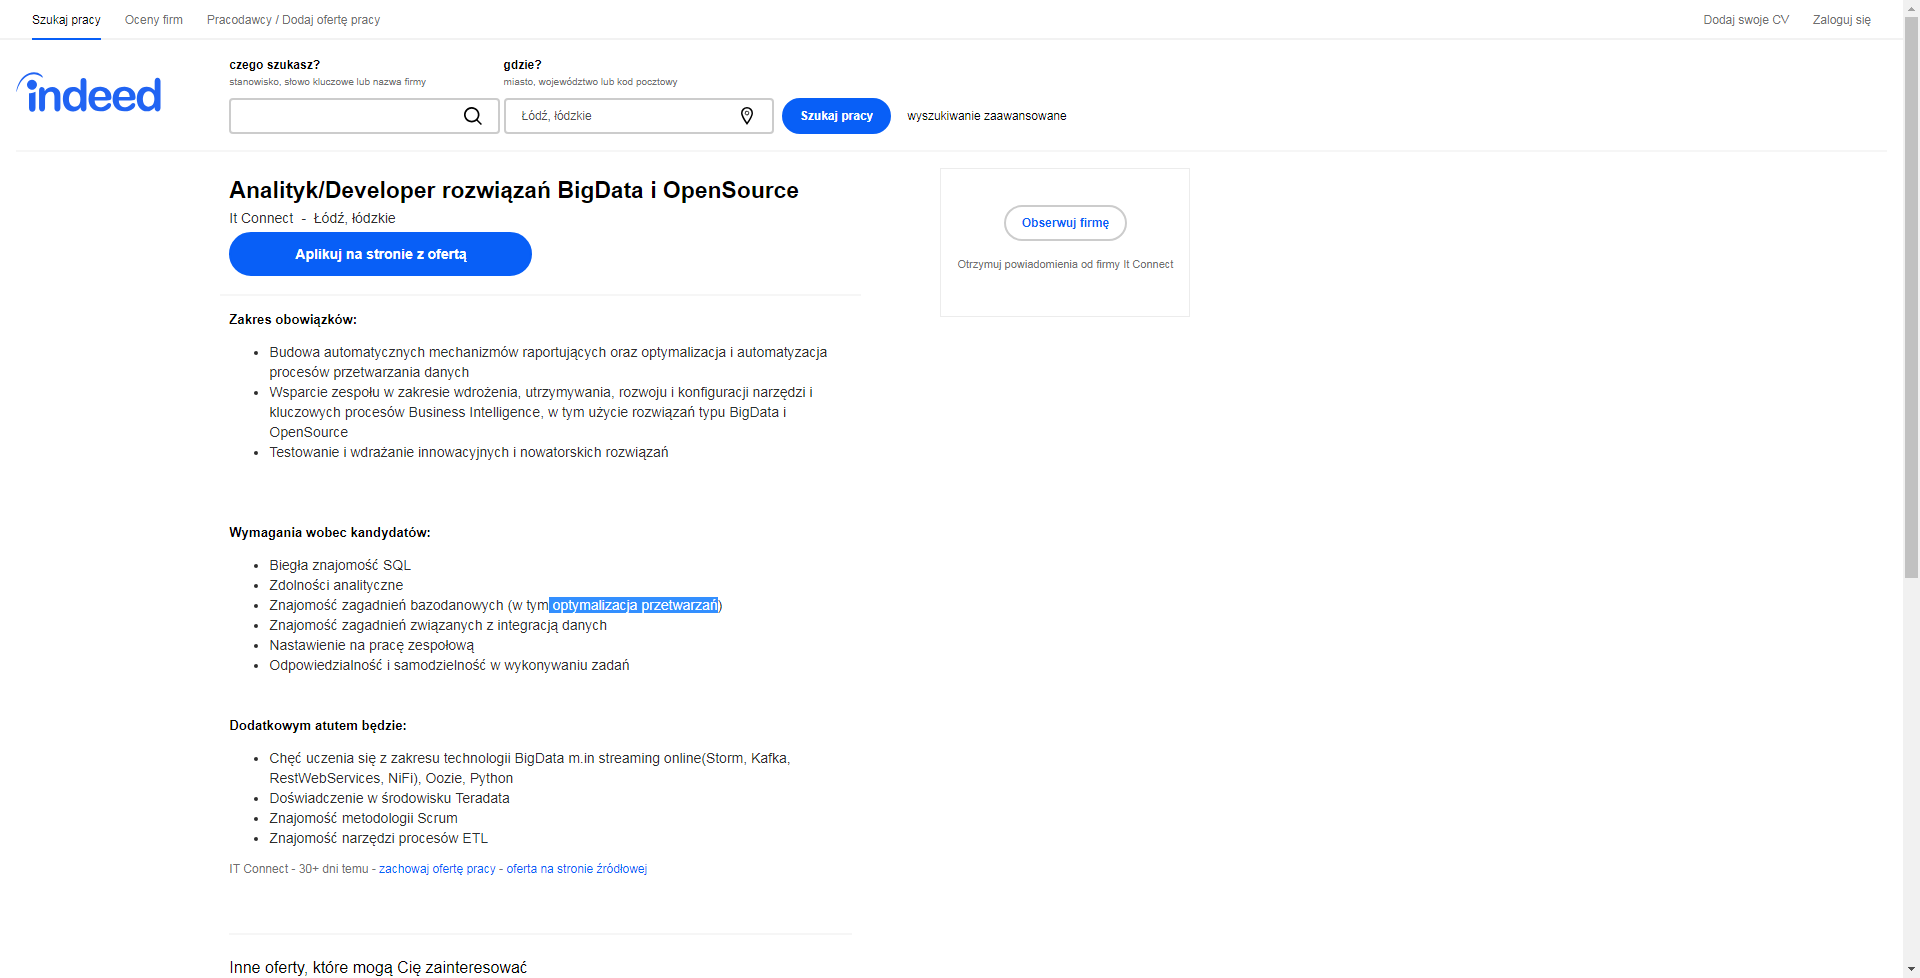 Szukaj pracy Oceny firm Pracodawcy / Dodaj ofertę pracy Dodaj swoje CV Zaloguj się
indeed
czego szukasz? gdzie?
stanowisko, słowo kluczowe lub nazwa firmy miasto, województwo lub kod pocztowy
Łódź, łódzkie Szukaj pracy wyszukiwanie zaawansowane
Analityk/Developer rozwiązań BigData i OpenSource
It Connect - Łódź, łódzkie
Aplikuj na stronie z ofertą
Obserwuj firmę
Otrzymuj powiadomienia od firmy It Connect
Zakres obowiązków:
• Budowa automatycznych mechanizmów raportujących oraz optymalizacja i automatyzacja
procesów przetwarzania danych
• Wsparcie zespołu w zakresie wdrożenia, utrzymywania, rozwoju i konfiguracji narzędzi i
kluczowych procesów Business Intelligence, w tym użycie rozwiązań typu BigData i
OpenSource
• Testowanie i wdrażanie innowacyjnych i nowatorskich rozwiązań
Wymagania wobec kandydatów:
• Biegła znajomość SQL
• Zdolności analityczne
• Znajomość zagadnień bazodanowych (w tym optymalizacja przetwarzań)
• Znajomość zagadnień związanych z integracją danych
• Nastawienie na pracę zespołową
• Odpowiedzialność i samodzielność w wykonywaniu zadań
Dodatkowym atutem będzie:
• Chęć uczenia się z zakresu technologii BigData m.in streaming online(Storm, Kafka,
RestWebServices, NiFi), Oozie, Python
• Doświadczenie w środowisku Teradata
• Znajomość metodologii Scrum
• Znajomość narzędzi procesów ETL
IT Connect - 30+ dni temu - zachowaj ofertę pracy - oferta na stronie źródłowej
Inne oferty, które mogą Cię zainteresować